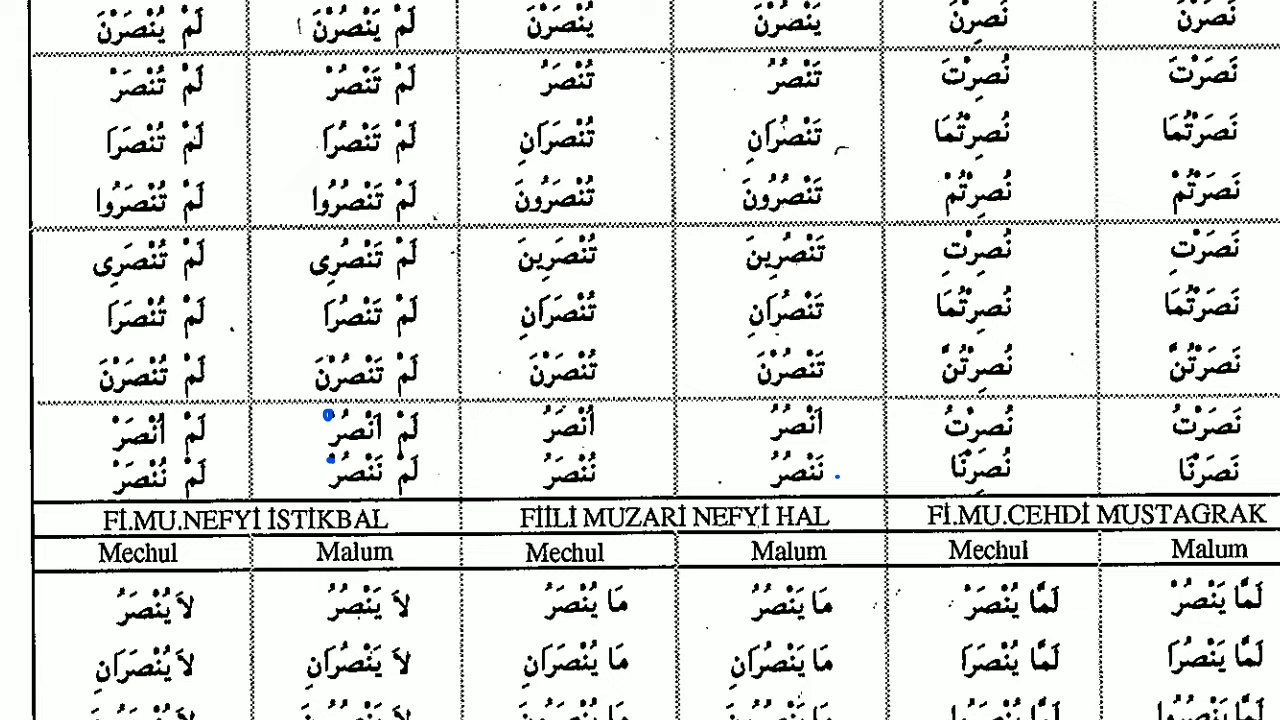 نَصَرْنَ نُصِرْنَ يَنْصُرْنَ يُنْصَرْنَ لَمْ يَنْصُرْنَ لَمْ يُنْصَرْنَ
نَصَرْتَ نُصِرْتَ تَنْصُرُ تُنْصَرُ لَمْ تَنْصُرْ لَمْ تُنْصَرْ
نَصَرْتُمَا نُصِرْتُمَا تَنْصُرَانِ تُنْصَرَانِ لَمْ تَنْصُرَا لَمْ تُنْصَرَا
نَصَرْتُمْ نُصِرْتُمْ تَنْصُرُونَ تُنْصَرُونَ لَمْ تَنْصُرُوا لَمْ تُنْصَرُوا
نَصَرْتِ نُصِرْتِ تَنْصُرِينَ تُنْصَرِينَ لَمْ تَنْصُرِى لَمْ تُنْصَرِى
نَصَرْتُمَا نُصِرْتُمَا تَنْصُرَانِ تُنْصَرَانِ لَمْ تَنْصُرَا لَمْ تُنْصَرَا
نَصَرْتُنَّ نُصِرْتُنَّ تَنْصُرْنَ تُنْصَرْنَ لَمْ تَنْصُرْنَ لَمْ تُنْصَرْنَ
نَصَرْتُ نُصِرْتُ اَنْصُرُ اُنْصَرُ لَمْ اَنْصُرْ لَمْ اُنْصَرْ
نَصَرْنَا نُصِرْنَا نَنْصُرُ نُنْصَرُ لَمْ نَنْصُرْ لَمْ نُنْصَرْ
Fİ.MU.NEFYİ İSTİKBAL FİİLİ MUZARİ NEFYİ HAL Fİ.MU.CEHDİ MUSTAĞRAK
Mechul Malum Mechul Malum Mechul Malum
لَمَّا يَنْصُرْ لَمَّا يُنْصَرْ مَا يَنْصُرُ مَا يُنْصَرُ لاَ يَنْصُرُ لاَ يُنْصَرُ
لَمَّا يَنْصُرَا لَمَّا يُنْصَرَا مَا يَنْصُرَانِ مَا يُنْصَرَانِ لاَ يَنْصُرَانِ لاَ يُنْصَرَانِ